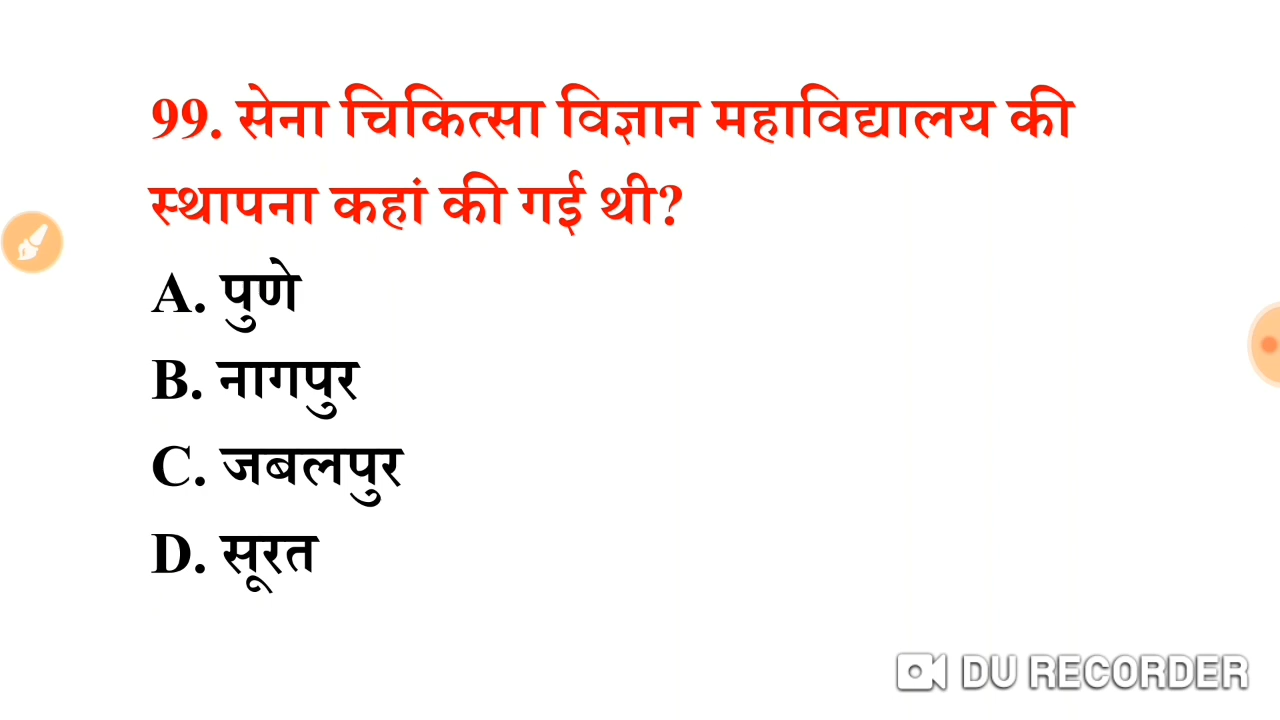 99. सेना चिकित्सा विज्ञान महाविद्यालय की
स्थापना कहां की गई थी?
A. पुणे
B. नागपुर
C. जबलपुर
D. सूरत
DU RECORDER